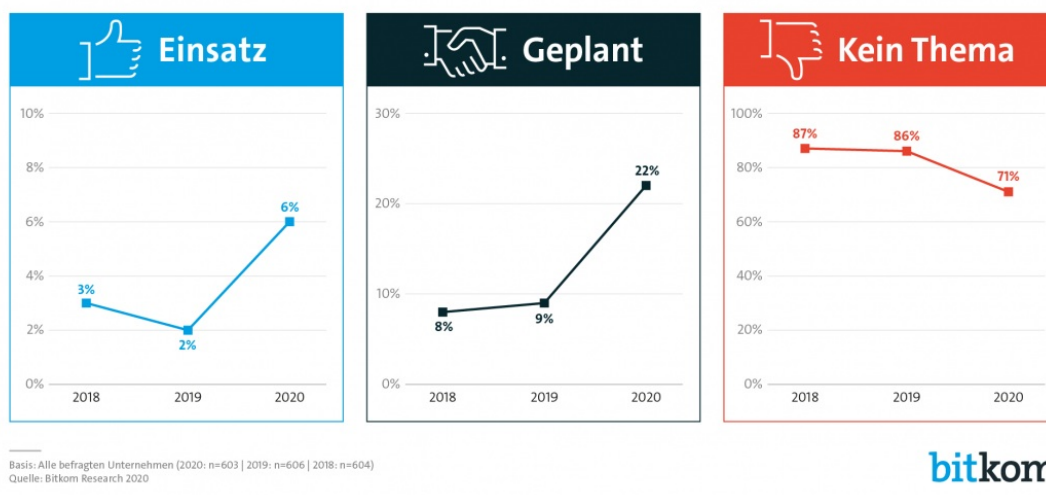 Einsatz
10%
8%
6%
4%
2%
0%
3%
2%
6%
2018 2019 2020
Geplant
30%
20%
10%
0%
8%
9%
22%
2018 2019 2020
Kein Thema
100%
80%
60%
40%
20%
0%
87%
86%
71%
2018 2019 2020
Basis: Alle befragten Unternehmen (2020: n=603 | 2019: n=606 | 2018: n=604)
Quelle: Bitkom Research 2020
bitkom